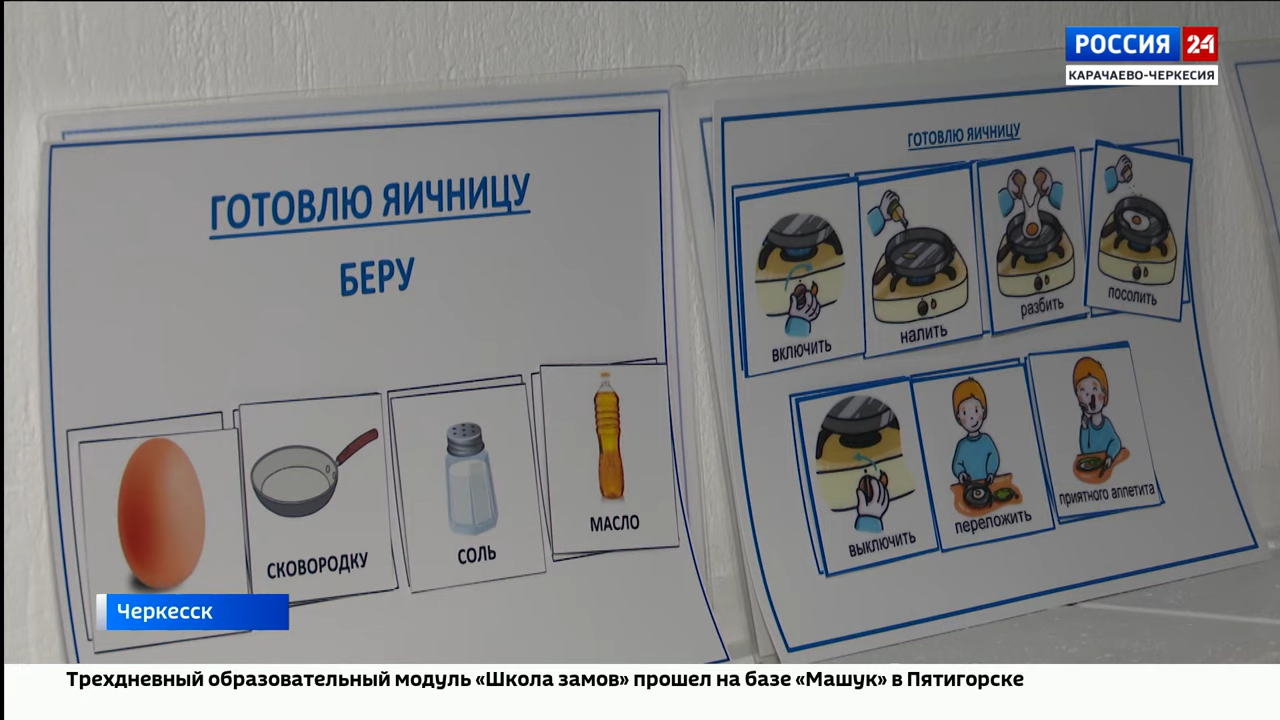 РОССИЯ 24
КАРАЧАЕВО-ЧЕРКЕСИЯ
ГОТОВЛЮ ЯИЧНИЦУ
БЕРУ
СКОВОРОДКУ
СОЛЬ
МАСЛО
ГОТОВЛЮ ЯИЧНИЦУ
включить
налить
разбить
посолить
выключить
переложить
приятного аппетита
Черкесск
Трехдневный образовательный модуль «Школа замов» прошел на базе «Машук» в Пятигорске